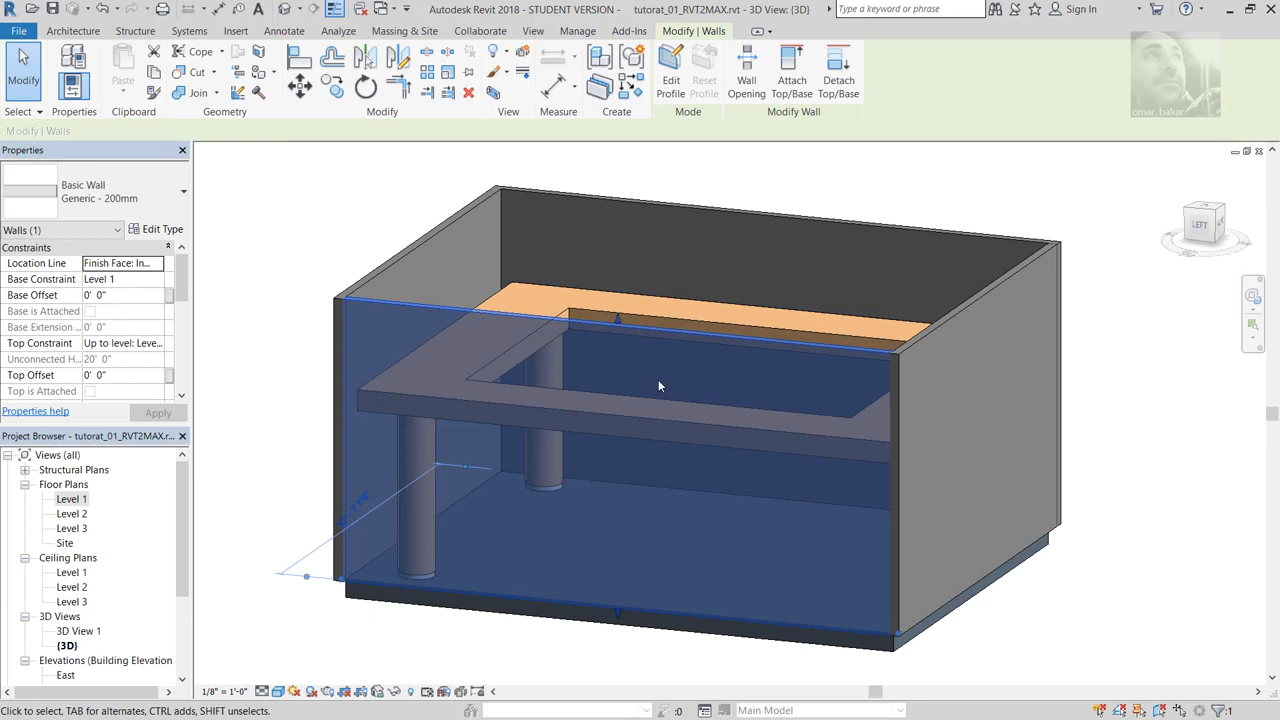 Autodesk Revit 2018 - STUDENT VERSION - tutorat_01_RVT2MAX.rvt - 3D View: {3D}
Type a keyword or phrase
Sign In
File Architecture Structure Systems Insert Annotate Analyze Massing & Site Collaborate View Manage Add-Ins Modify | Walls
Modify
Paste
Cope
Cut
Join
Edit
Profile
Reset
Profile
Wall
Opening
Attach
Top/Base
Detach
Top/Base
Select Properties Clipboard Geometry Modify View Measure Create Mode Modify Wall
omar.bakar
Modify | Walls
Properties
Basic Wall
Generic - 200mm
Walls (1)
Edit Type
Constraints
Location Line Finish Face: In...
Base Constraint Level 1
Base Offset 0' 0"
Base is Attached
Base Extension 0' 0"
Top Constraint Up to level: Leve...
Unconnected H... 20' 0"
Top Offset 0' 0"
Top is Attached
Properties help
Apply
Project Browser - tutorat_01_RVT2MAX.r...
Views (all)
Structural Plans
Floor Plans
Level 1
Level 2
Level 3
Site
Ceiling Plans
Level 1
Level 2
Level 3
3D Views
3D View 1
{3D}
Elevations (Building Elevation
East
LEFT
1/8" = 1'-0"
Click to select, TAB for alternates, CTRL adds, SHIFT unselects.
:0
Main Model
:1